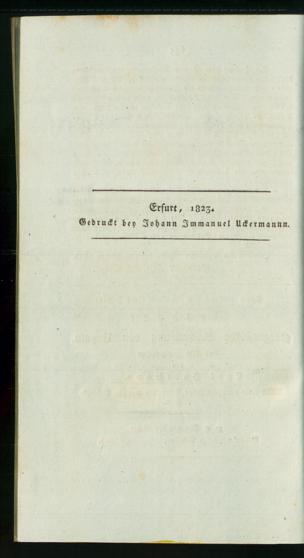 Erfurt, 1823.
Gedruckt bey Johann Immanuel Uckermann.